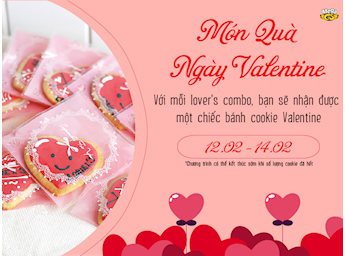 Món Quà
Ngày Valentine
Với mỗi lover's combo, bạn sẽ nhận được
một chiếc bánh cookie Valentine
12.02 - 14.02
*Chương trình có thể kết thúc sớm khi số lượng cookie đã hết